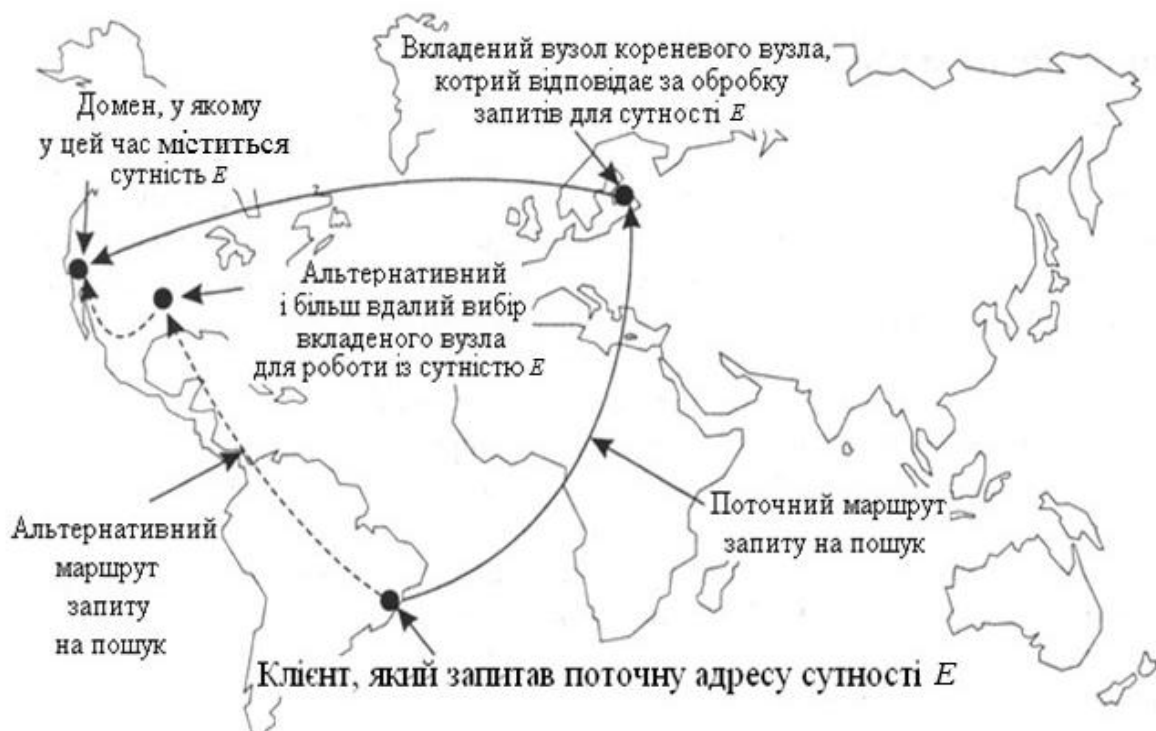 Вкладений вузол кореневого вузла,
котрий відповідає за обробку
запитів для сутності E
Домен, у якому
у цей час міститься
сутність E
Альтернативний
і більш вдалий вибір
вкладеного вузла
для роботи із сутністю E
Поточний маршрут
запиту на пошук
Альтернативний
маршрут
запиту
на пошук
Клієнт, який запитав поточну адресу сутності E